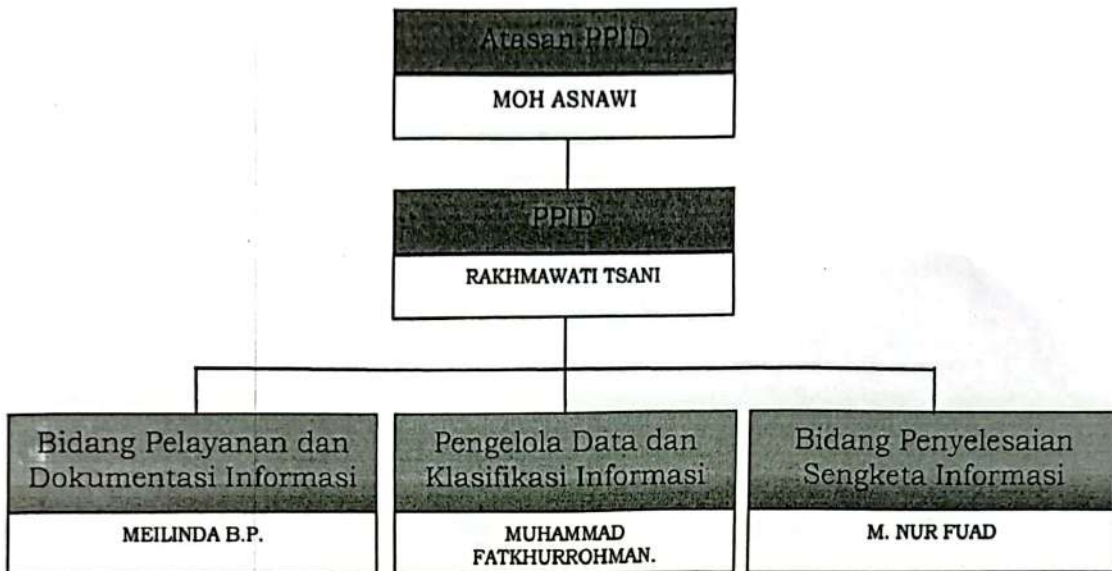 Atasan PPID
MOH ASNAWI
PPID
RAKHMAWATI TSANI
Bidang Pelayanan dan
Dokumentasi Informasi
MEILINDA B.P.
Pengelola Data dan
Klasifikasi Informasi
MUHAMMAD
FATKHURROHMAN.
Bidang Penyelesaian
Sengketa Informasi
M. NUR FUAD